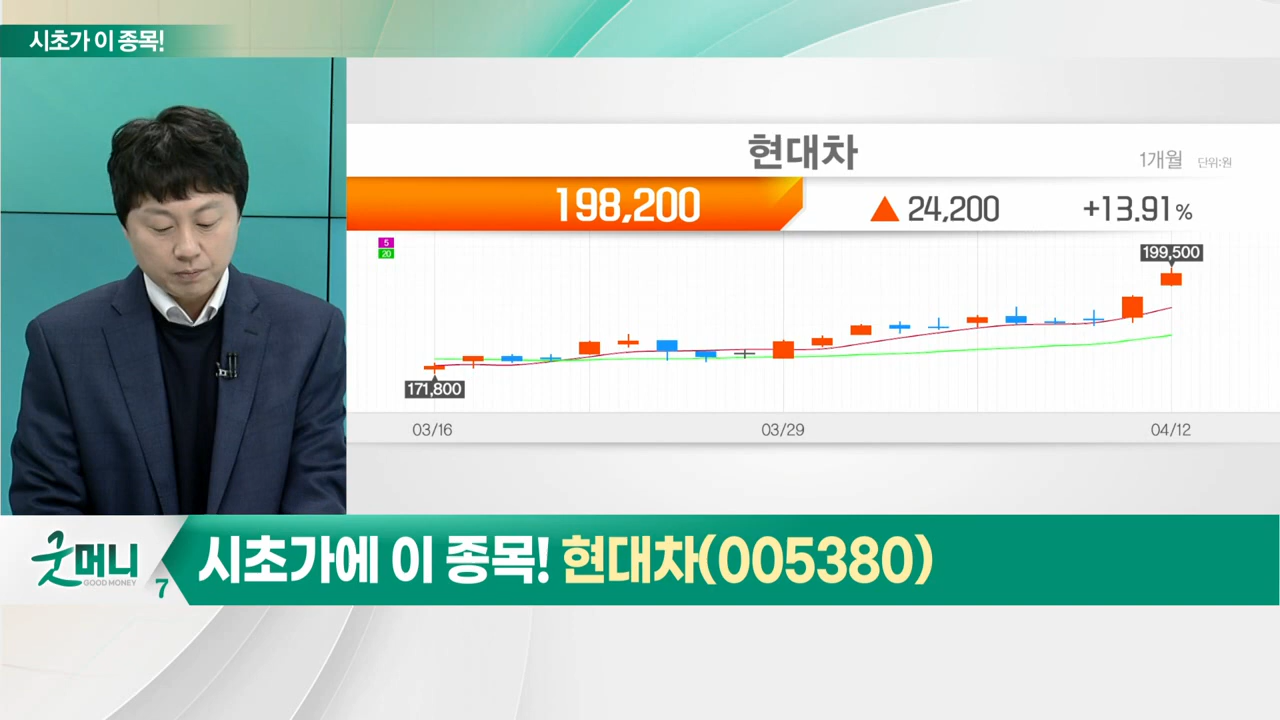 시초가 이 종목!
현대차
1개월 단위:원
198,200 ▲ 24,200 +13.91%
5
20
199,500
171,800
03/16 03/29 04/12
굿머니
GOOD MONEY
7
시초가에 이 종목! 현대차(005380)